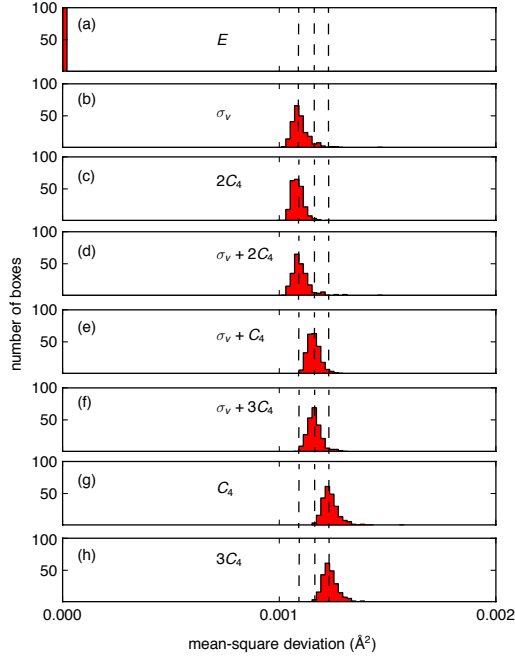 100
50
(a)
E
100
50
(b)
σᵥ
100
50
(c)
2C₄
100
50
(d)
σᵥ + 2C₄
100
50
(e)
σᵥ + C₄
100
50
(f)
σᵥ + 3C₄
100
50
(g)
C₄
100
50
(h)
3C₄
number of boxes
0.000
0.001
0.002
mean-square deviation (Å²)